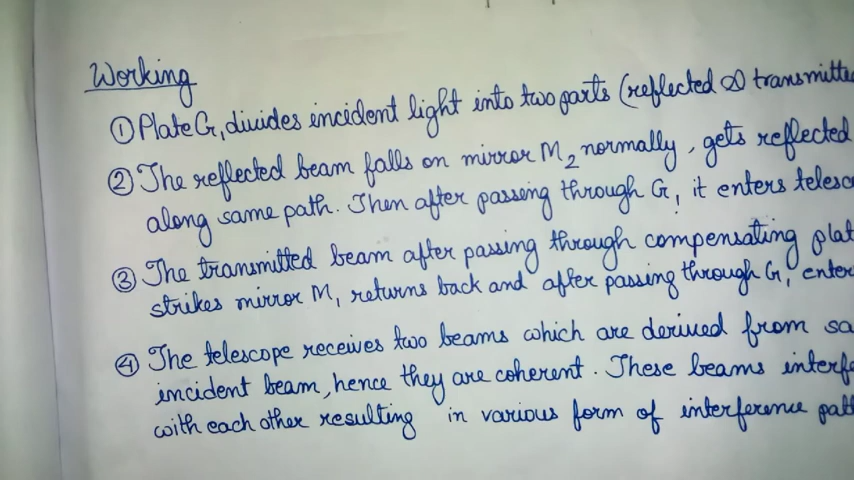 Working
① Plate G₁, divides incident light into two parts (reflected & transmitte
② The reflected beam falls on mirror M₂ normally, gets reflected
along same path. Then after passing through G₁, it enters telesc
③ The transmitted beam after passing through compensating plat
strikes mirror M₁ returns back and after passing through G₁, enter
④ The telescope receives two beams which are derived from sa
incident beam, hence they are coherent. These beams interfe
with each other resulting in various form of interference patt